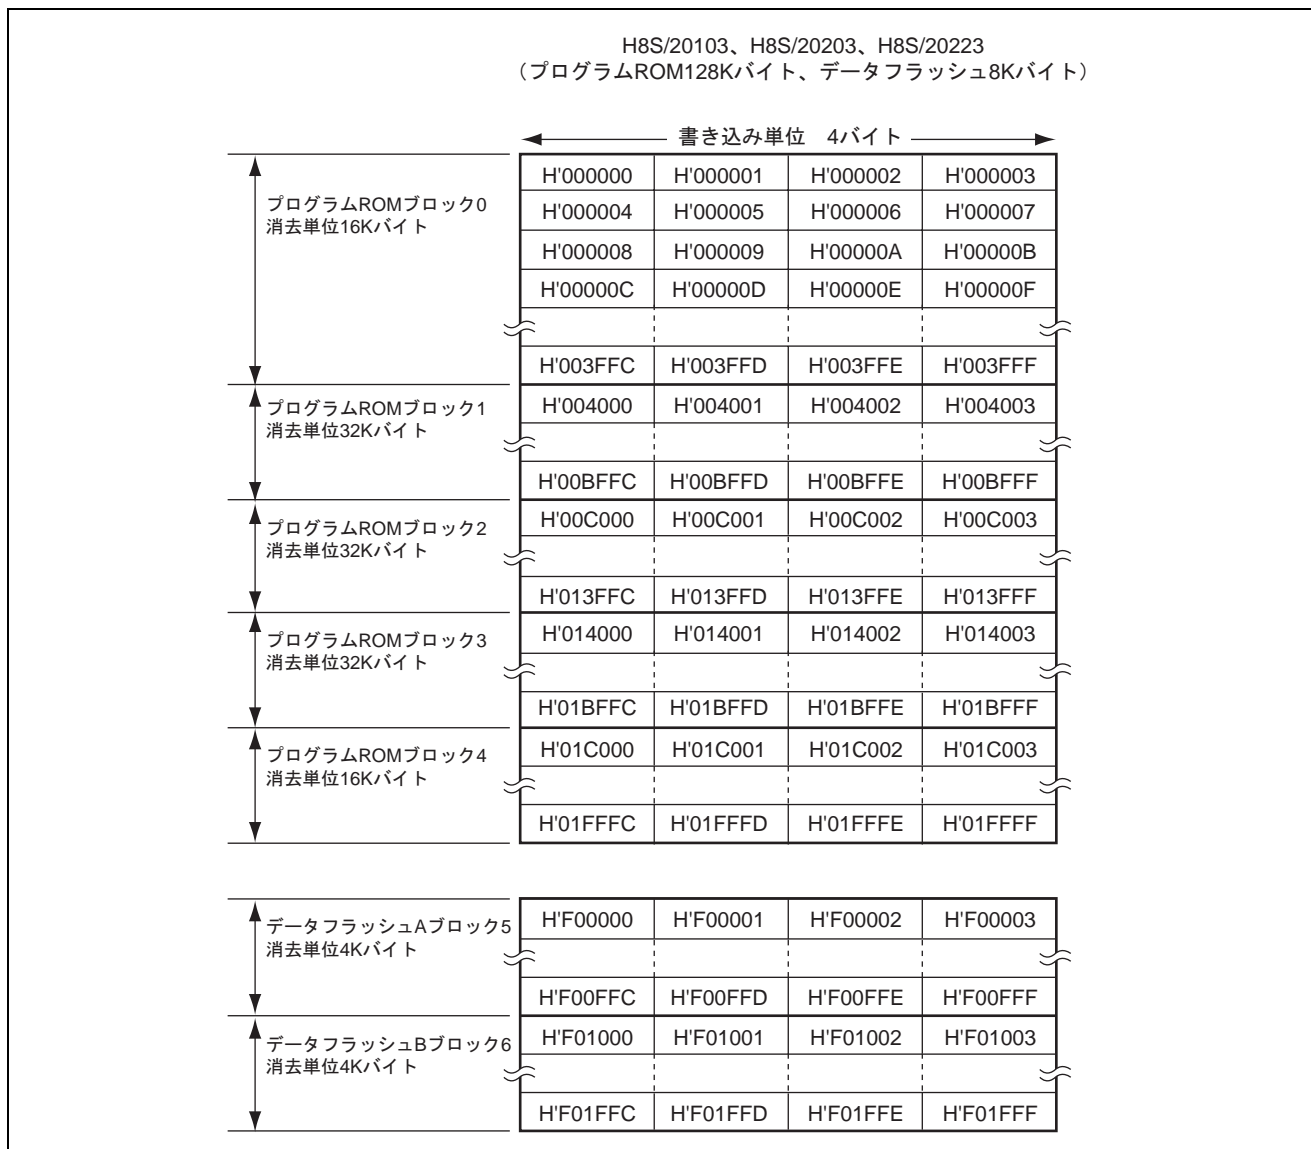 H8S/20103、H8S/20203、H8S/20223
（プログラムROM128Kバイト、データフラッシュ8Kバイト）
書き込み単位　4バイト
プログラムROMブロック0
消去単位16Kバイト
H'000000 H'000001 H'000002 H'000003
H'000004 H'000005 H'000006 H'000007
H'000008 H'000009 H'00000A H'00000B
H'00000C H'00000D H'00000E H'00000F
H'003FFC H'003FFD H'003FFE H'003FFF
プログラムROMブロック1
消去単位32Kバイト
H'004000 H'004001 H'004002 H'004003
H'00BFFC H'00BFFD H'00BFFE H'00BFFF
プログラムROMブロック2
消去単位32Kバイト
H'00C000 H'00C001 H'00C002 H'00C003
H'013FFC H'013FFD H'013FFE H'013FFF
プログラムROMブロック3
消去単位32Kバイト
H'014000 H'014001 H'014002 H'014003
H'01BFFC H'01BFFD H'01BFFE H'01BFFF
プログラムROMブロック4
消去単位16Kバイト
H'01C000 H'01C001 H'01C002 H'01C003
H'01FFFC H'01FFFD H'01FFFE H'01FFFF
データフラッシュAブロック5
消去単位4Kバイト
H'F00000 H'F00001 H'F00002 H'F00003
H'F00FFC H'F00FFD H'F00FFE H'F00FFF
データフラッシュBブロック6
消去単位4Kバイト
H'F01000 H'F01001 H'F01002 H'F01003
H'F01FFC H'F01FFD H'F01FFE H'F01FFF